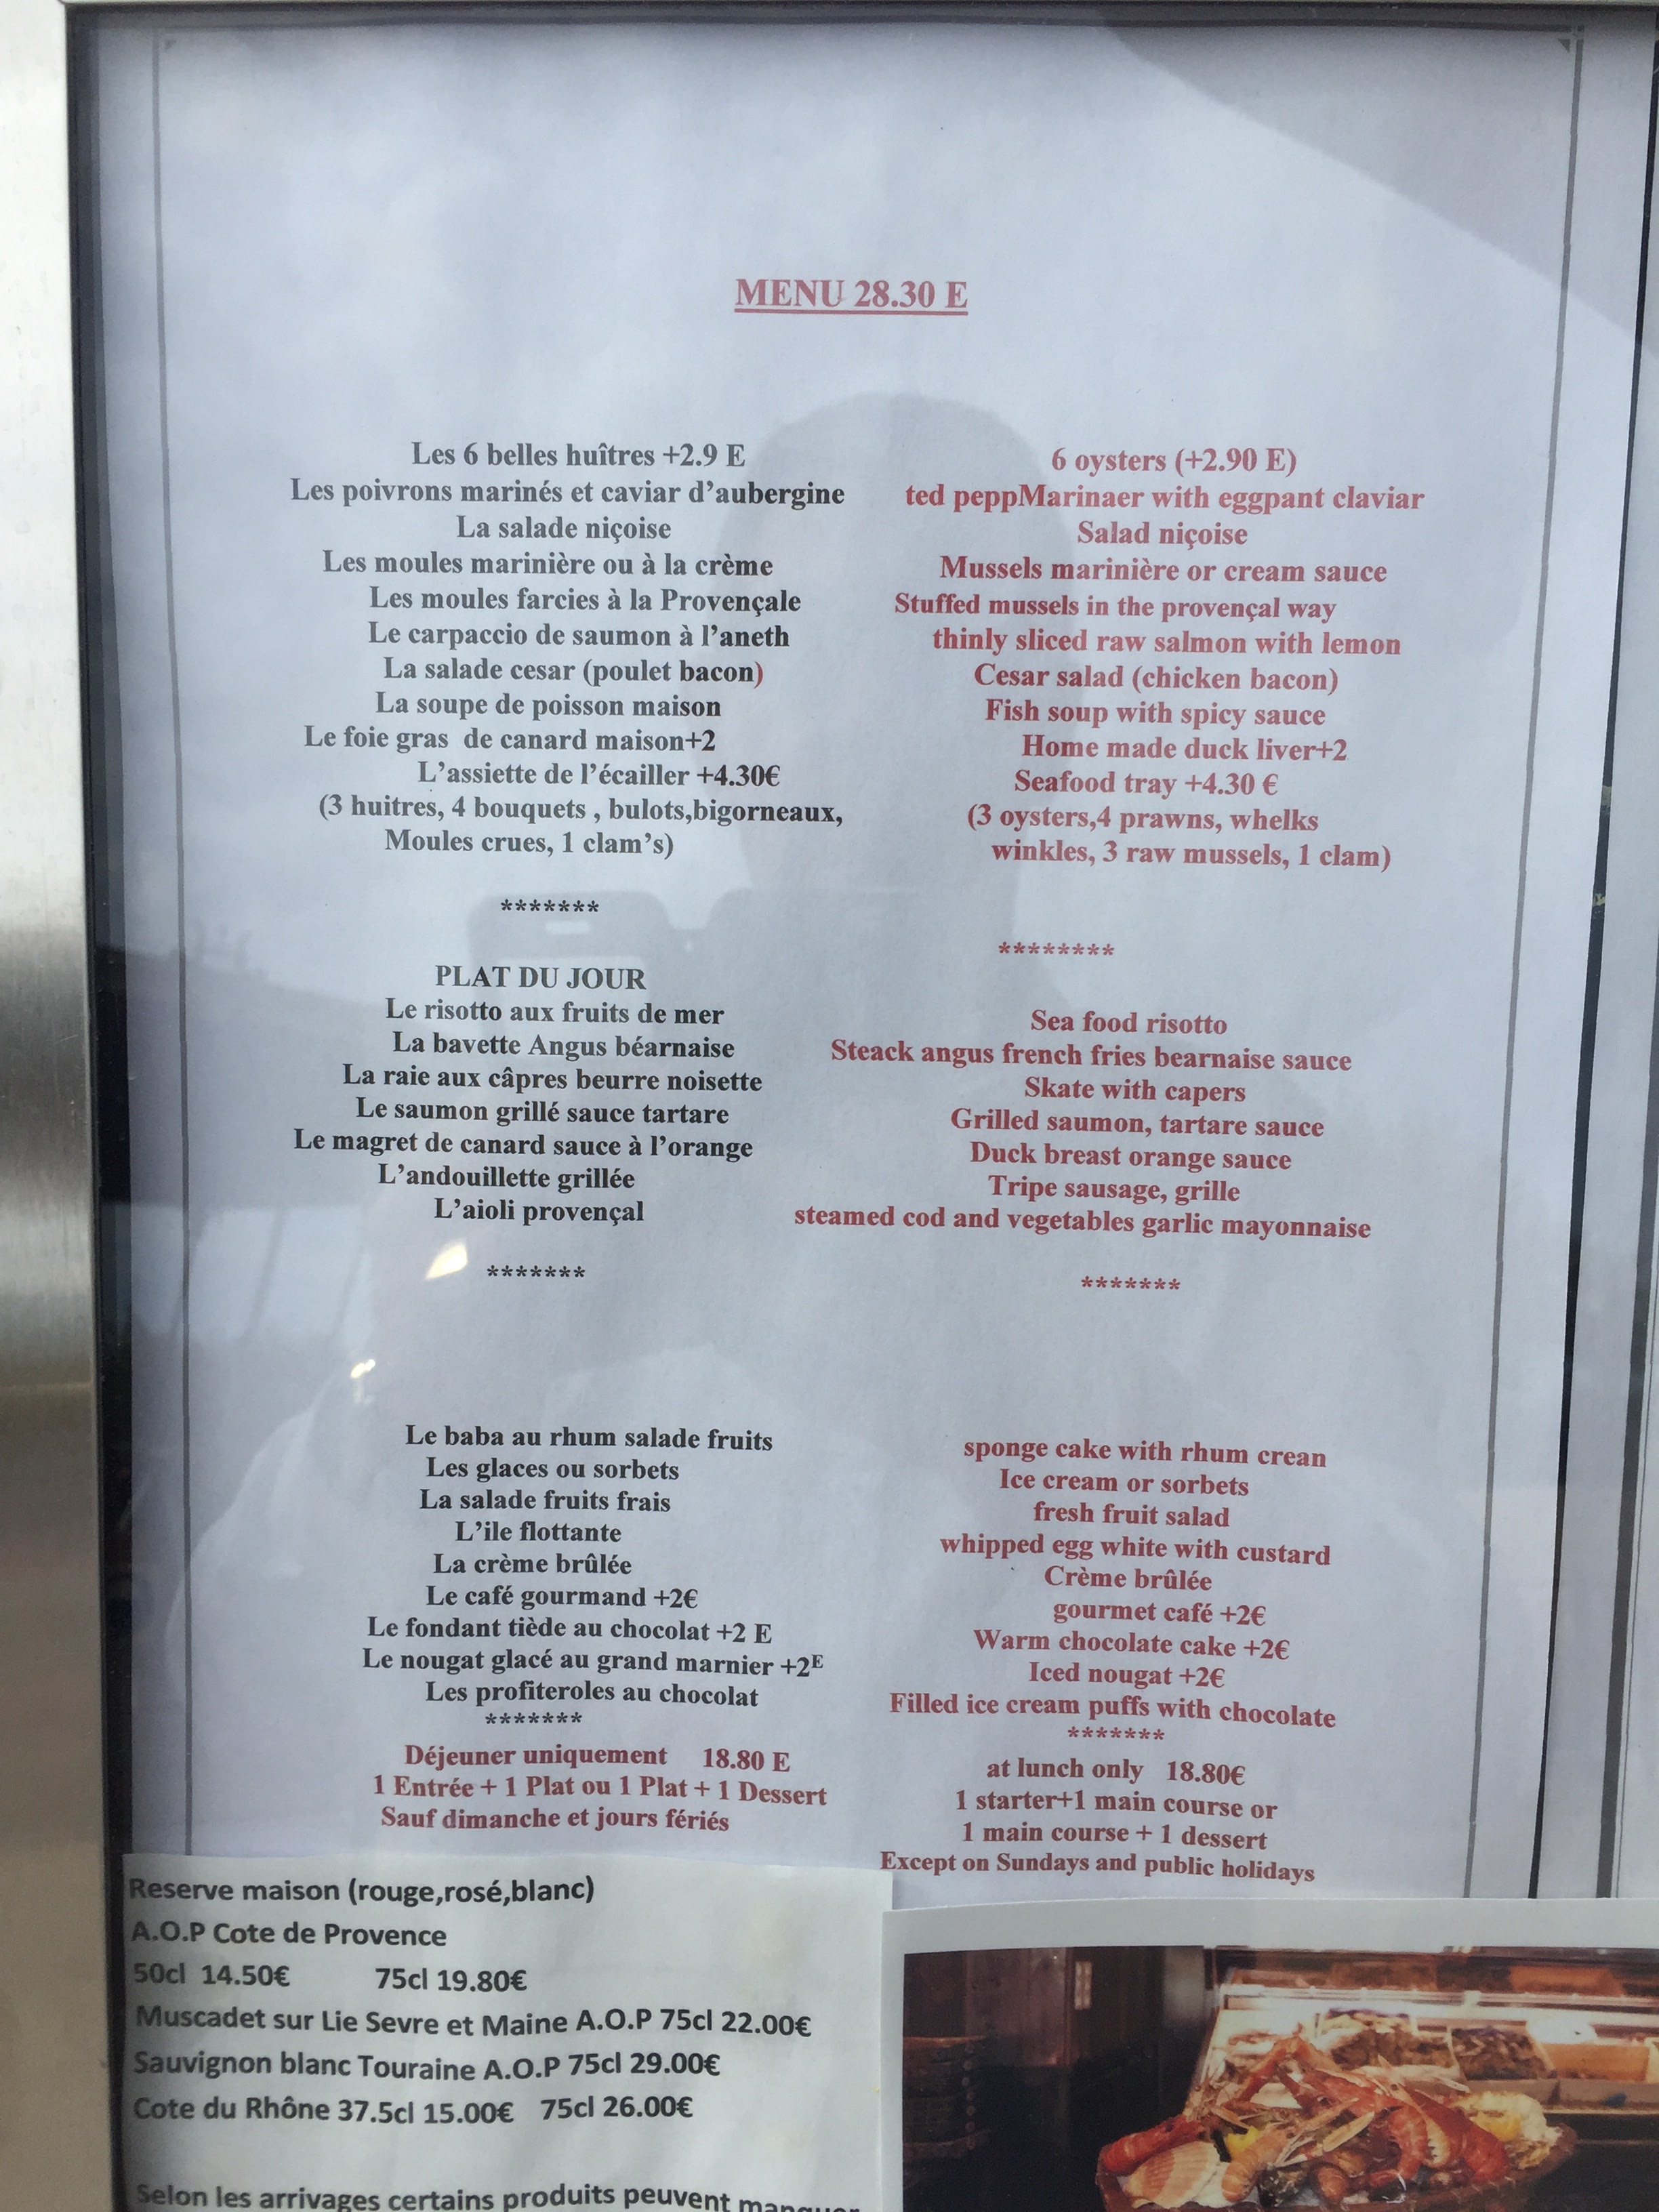 MENU 28.30 E
Les 6 belles huîtres +2.9 E
Les poivrons marinés et caviar d'aubergine
La salade niçoise
Les moules marinière ou à la crème
Les moules farcies à la Provençale
Le carpaccio de saumon à l'aneth
La salade cesar (poulet bacon)
La soupe de poisson maison
Le foie gras de canard maison+2
L'assiette de l'écailler +4.30€
(3 huitres, 4 bouquets , bulots,bigorneaux,
Moules crues, 1 clam's)
*******
PLAT DU JOUR
Le risotto aux fruits de mer
La bavette Angus béarnaise
La raie aux câpres beurre noisette
Le saumon grillé sauce tartare
Le magret de canard sauce à l'orange
L'andouillette grillée
L'aioli provençal
*******
Le baba au rhum salade fruits
Les glaces ou sorbets
La salade fruits frais
L'ile flottante
La crème brûlée
Le café gourmand +2€
Le fondant tiède au chocolat +2 E
Le nougat glacé au grand marnier +2E
Les profiteroles au chocolat
*******
Déjeuner uniquement 18.80 E
1 Entrée + 1 Plat ou 1 Plat + 1 Dessert
Sauf dimanche et jours fériés
6 oysters (+2.90 E)
ted peppMarinaer with eggpant claviar
Salad niçoise
Mussels marinière or cream sauce
Stuffed mussels in the provençal way
thinly sliced raw salmon with lemon
Cesar salad (chicken bacon)
Fish soup with spicy sauce
Home made duck liver+2
Seafood tray +4.30 €
(3 oysters,4 prawns, whelks
winkles, 3 raw mussels, 1 clam)
********
Sea food risotto
Steack angus french fries bearnaise sauce
Skate with capers
Grilled saumon, tartare sauce
Duck breast orange sauce
Tripe sausage, grille
steamed cod and vegetables garlic mayonnaise
*******
sponge cake with rhum crean
Ice cream or sorbets
fresh fruit salad
whipped egg white with custard
Crème brûlée
gourmet café +2€
Warm chocolate cake +2€
Iced nougat +2€
Filled ice cream puffs with chocolate
*******
at lunch only 18.80€
1 starter+1 main course or
1 main course + 1 dessert
Except on Sundays and public holidays
Reserve maison (rouge,rosé,blanc)
A.O.P Cote de Provence
50cl 14.50€ 75cl 19.80€
Muscadet sur Lie Sevre et Maine A.O.P 75cl 22.00€
Sauvignon blanc Touraine A.O.P 75cl 29.00€
Cote du Rhône 37.5cl 15.00€ 75cl 26.00€
Selon les arrivages certains produits peuvent